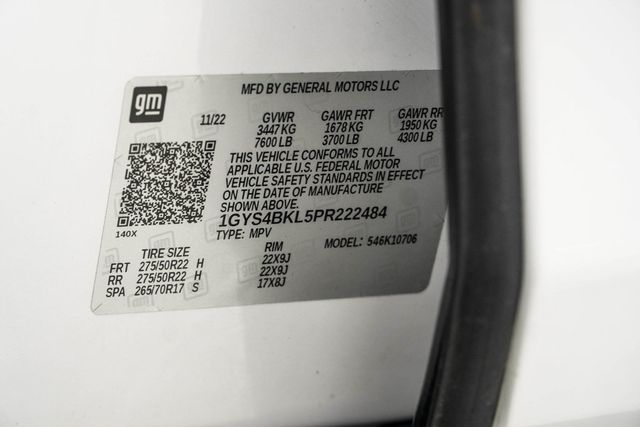 gm
MFD BY GENERAL MOTORS LLC
11/22 GVWR GAWR FRT GAWR RR
3447 KG 1678 KG 1950 KG
7600 LB 3700 LB 4300 LB
THIS VEHICLE CONFORMS TO ALL
APPLICABLE U.S. FEDERAL MOTOR
VEHICLE SAFETY STANDARDS IN EFFECT
ON THE DATE OF MANUFACTURE
SHOWN ABOVE.
1GYS4BKL5PR222484
140X
TYPE: MPV MODEL: 546K10706
TIRE SIZE RIM
FRT 275/50R22 H 22X9J
RR 275/50R22 H 22X9J
SPA 265/70R17 S 17X8J